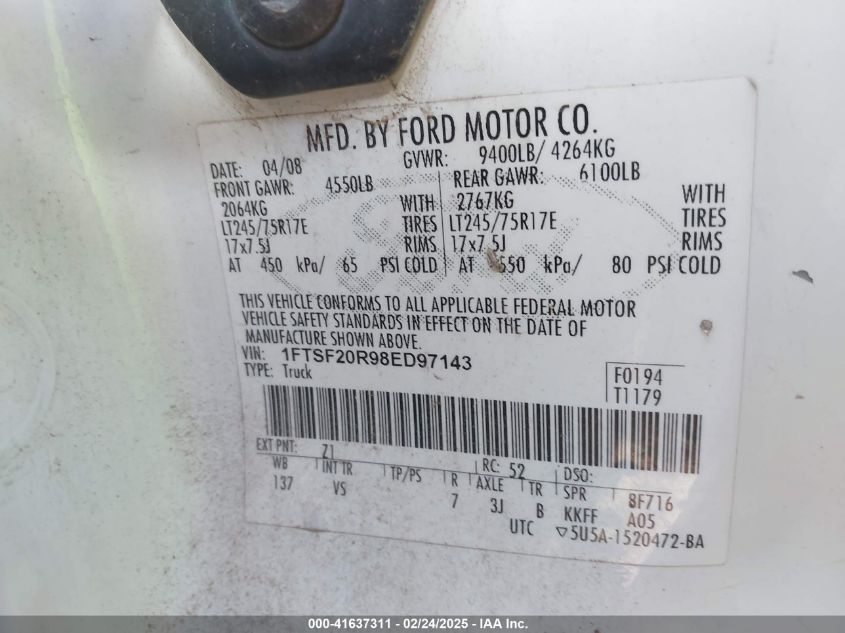 MFD. BY FORD MOTOR CO.
DATE: 04/08 GVWR: 9400LB/ 4264KG
FRONT GAWR: 4550LB REAR GAWR: 6100LB
2064KG WITH 2767KG WITH
LT245/75R17E TIRES LT245/75R17E TIRES
17x7.5J RIMS 17x7.5J RIMS
AT 450 kPa/ 65 PSI COLD AT 550 kPa/ 80 PSI COLD
THIS VEHICLE CONFORMS TO ALL APPLICABLE FEDERAL MOTOR
VEHICLE SAFETY STANDARDS IN EFFECT ON THE DATE OF
MANUFACTURE SHOWN ABOVE.
VIN: 1FTSF20R98ED97143
TYPE: Truck
F0194
T1179
EXT PNT: Z1 RC: 52 DSO:
WB INT TR TP/PS R AXLE TR SPR 8F716
137 VS 7 3J B KKFF A05
UTC ▽5U5A-1520472-BA
000-41637311 - 02/24/2025 - IAA Inc.